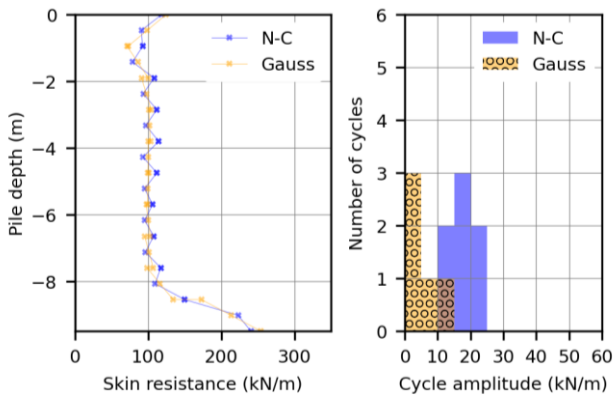 0
−2
−4
−6
−8
Pile depth (m)
0
100
200
300
Skin resistance (kN/m)
N-C
Gauss
6
5
4
3
2
1
0
Number of cycles
0
10
20
30
40
50
60
Cycle amplitude (kN/m)
N-C
Gauss